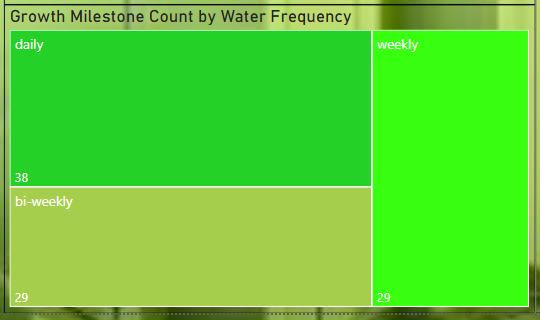 Growth Milestone Count by Water Frequency
daily
38
bi-weekly
29
weekly
29